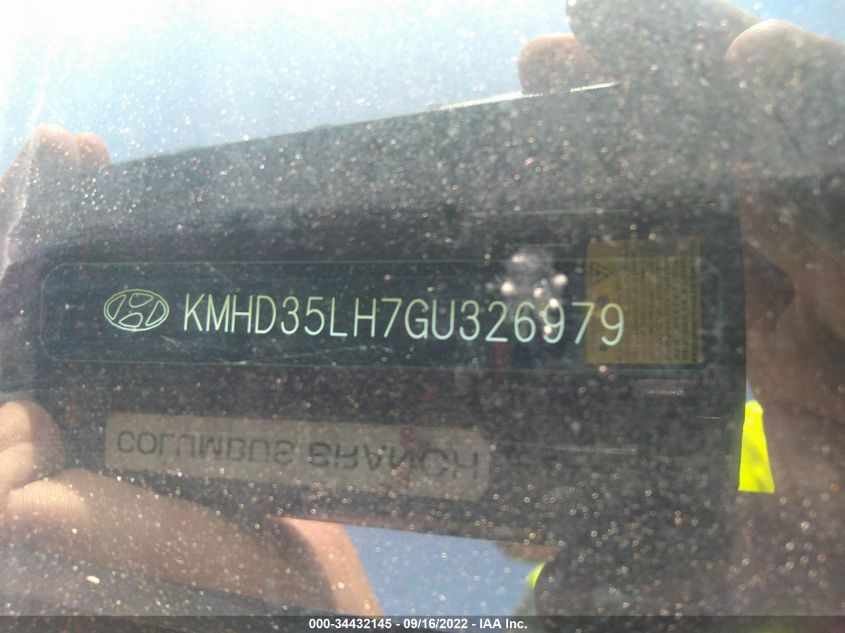 KMHD35LH7GU326979
COLUMBUS BRANCH
000-34432145 - 09/16/2022 - IAA Inc.